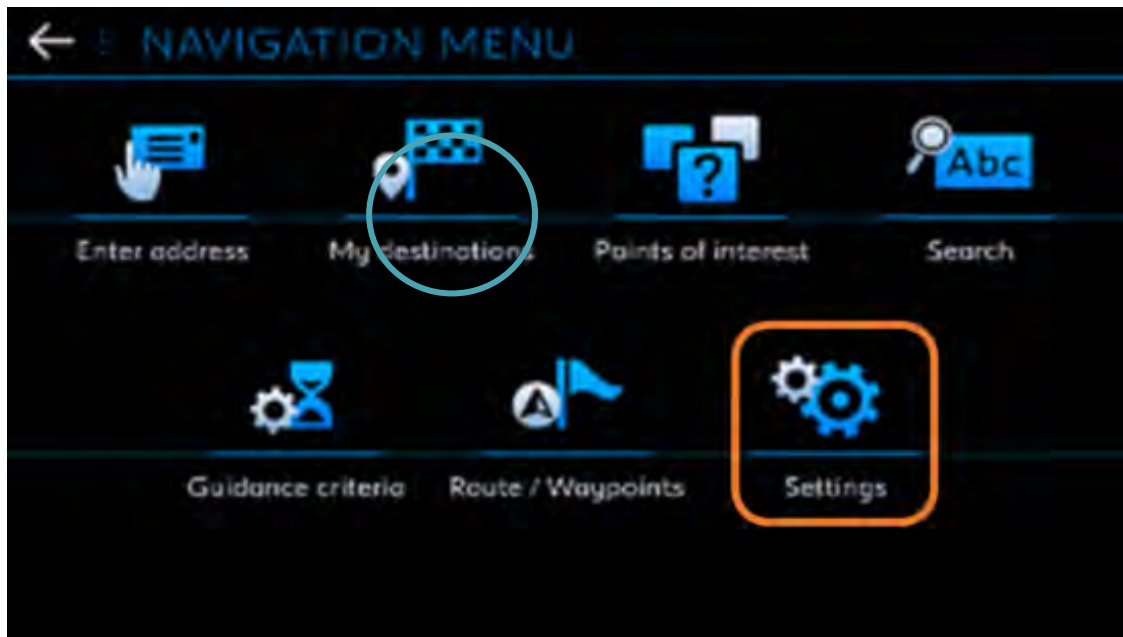 NAVIGATION MENU
Abc
Enter address My destinations Points of interest Search
Guidance criteria Route / Waypoints Settings